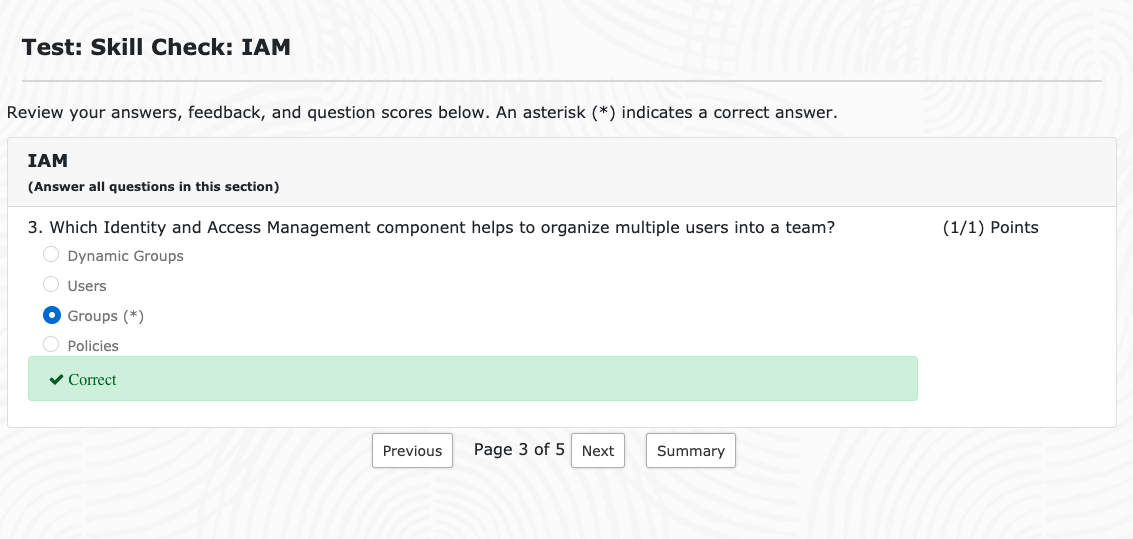 Test: Skill Check: IAM
Review your answers, feedback, and question scores below. An asterisk (*) indicates a correct answer.
IAM
(Answer all questions in this section)
3. Which Identity and Access Management component helps to organize multiple users into a team? (1/1) Points
Dynamic Groups
Users
Groups (*)
Policies
Correct
Previous Page 3 of 5 Next Summary